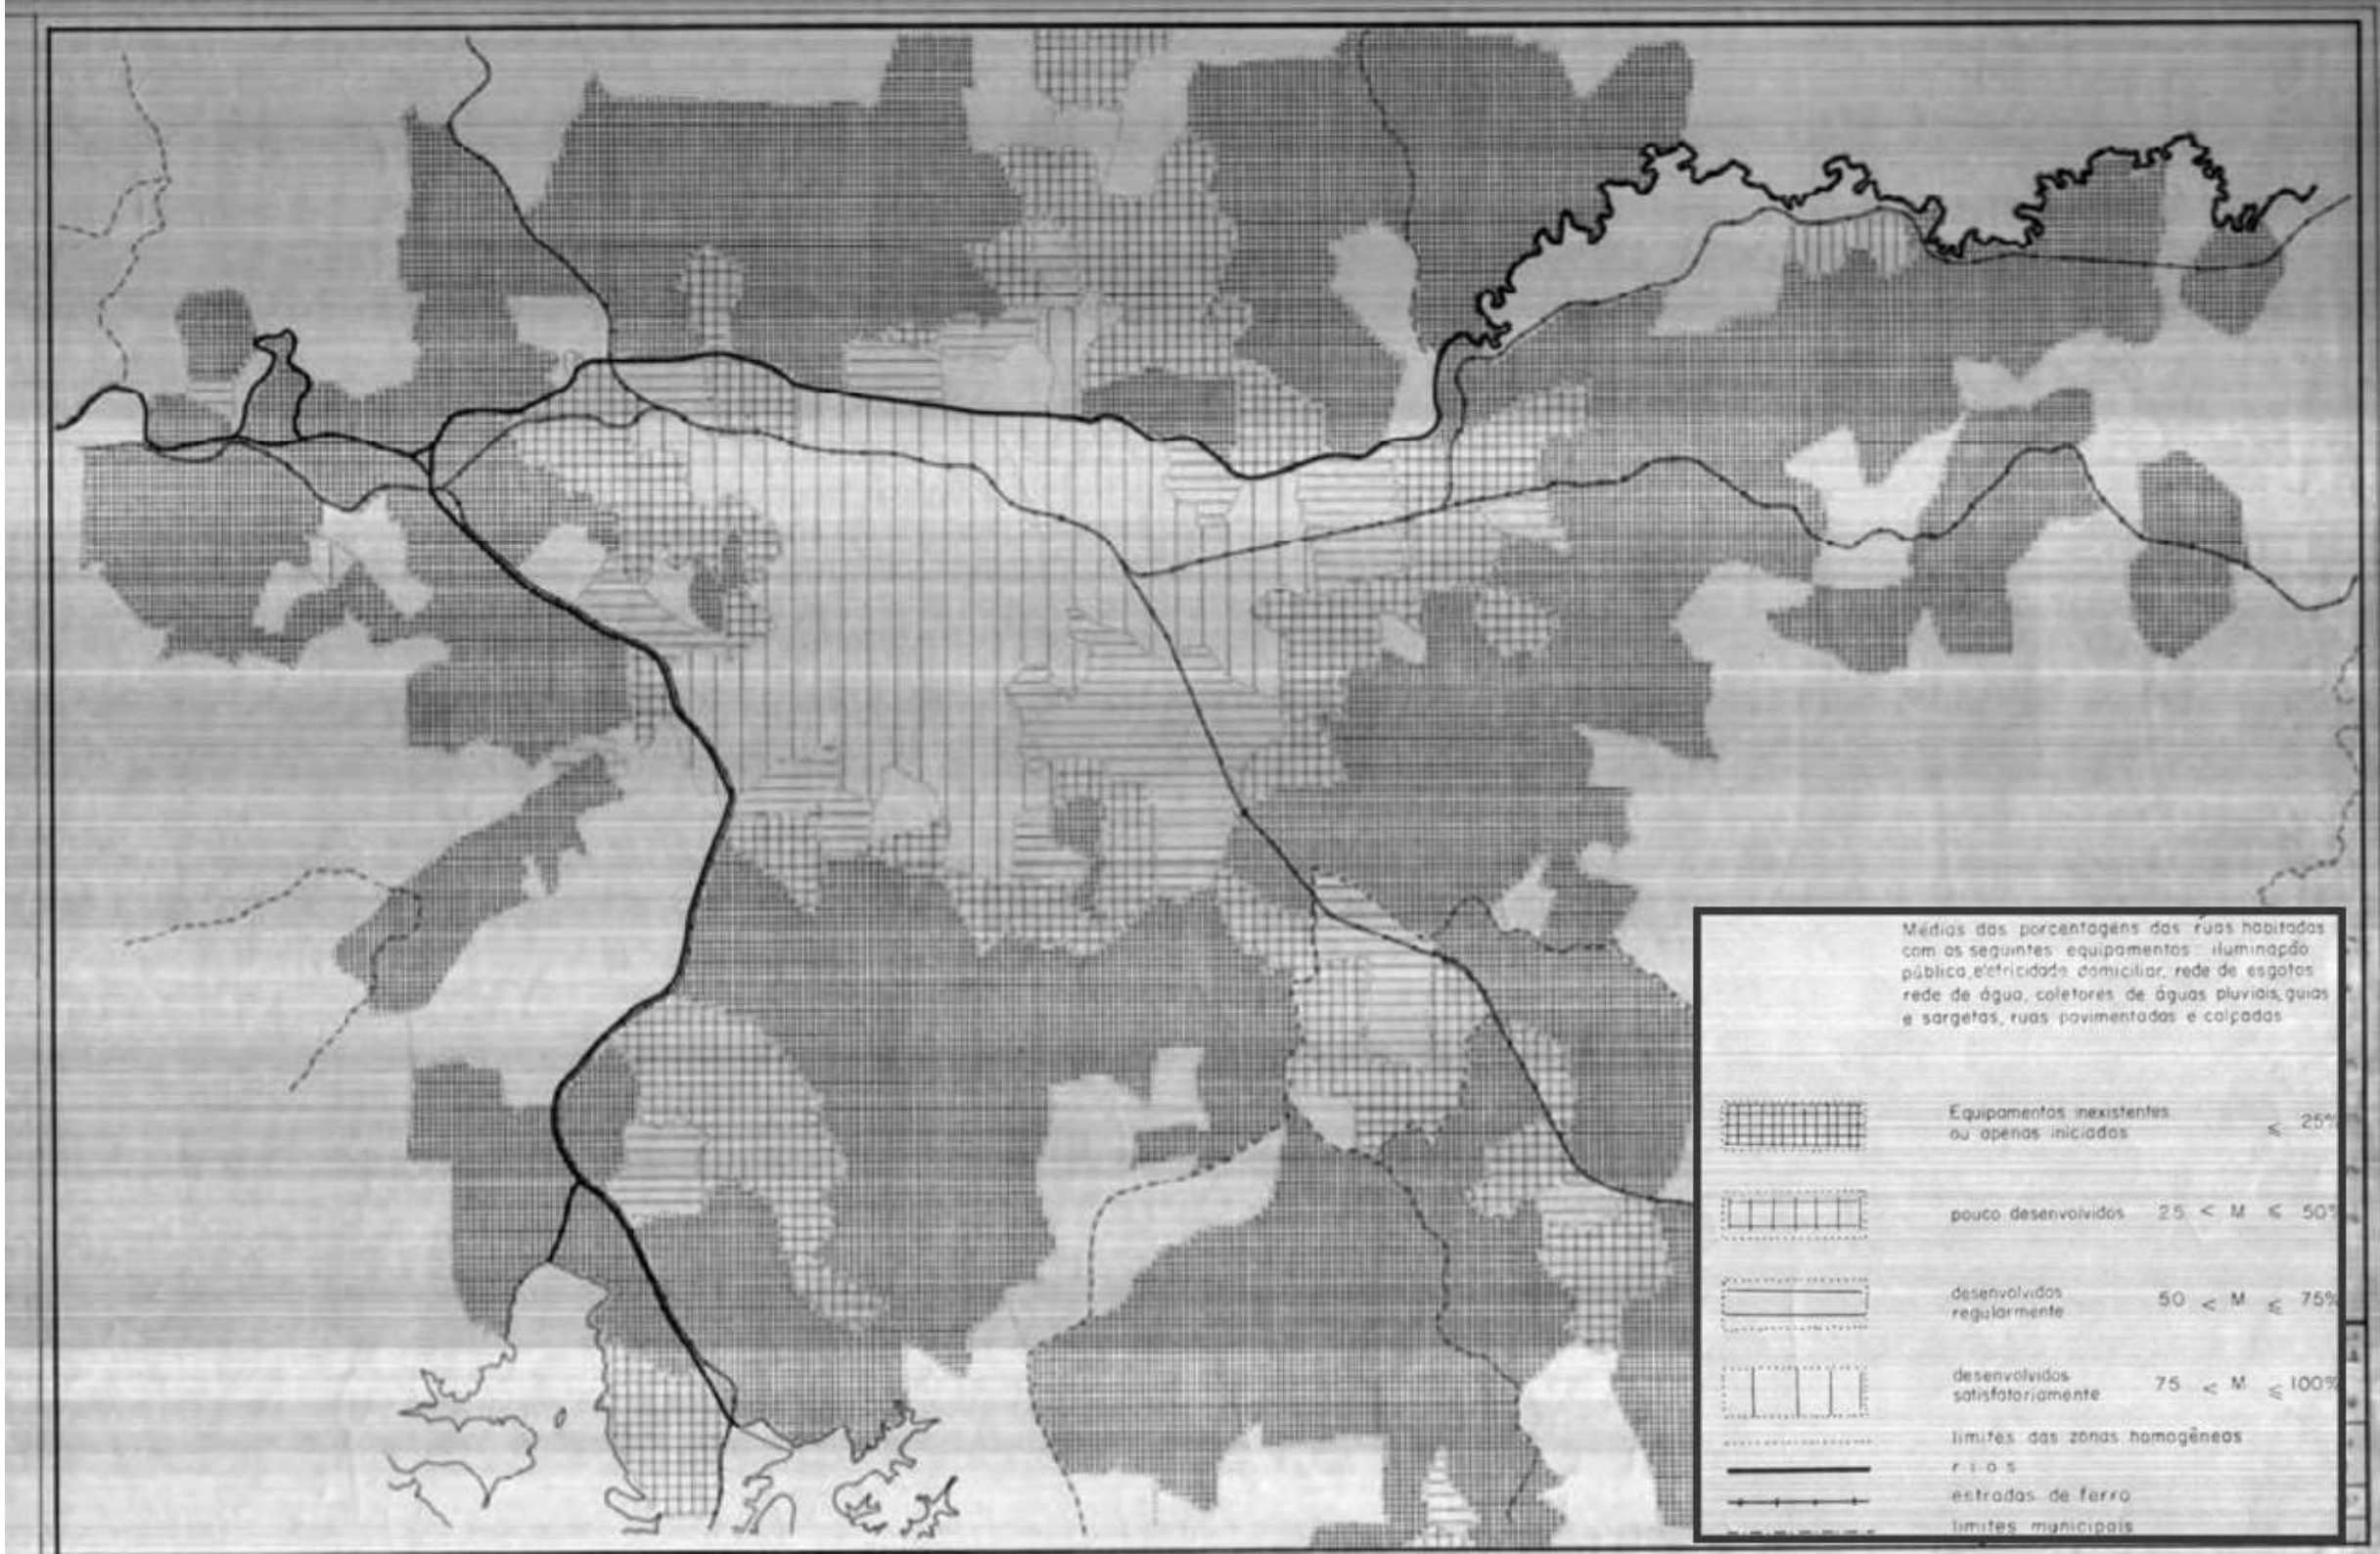 Médias das porcentagens das ruas habitadas
com os seguintes equipamentos: iluminação
pública, eletricidade domiciliar, rede de esgotos
rede de água, coletores de águas pluviais, guias
e sargetas, ruas pavimentadas e calçadas
Equipamentos inexistentes
ou apenas iniciados ≤ 25%
pouco desenvolvidos 25 < M ≤ 50%
desenvolvidos
regularmente 50 < M ≤ 75%
desenvolvidos
satisfatoriamente 75 < M ≤ 100%
limites das zonas homogêneas
rios
estradas de ferro
limites municipais